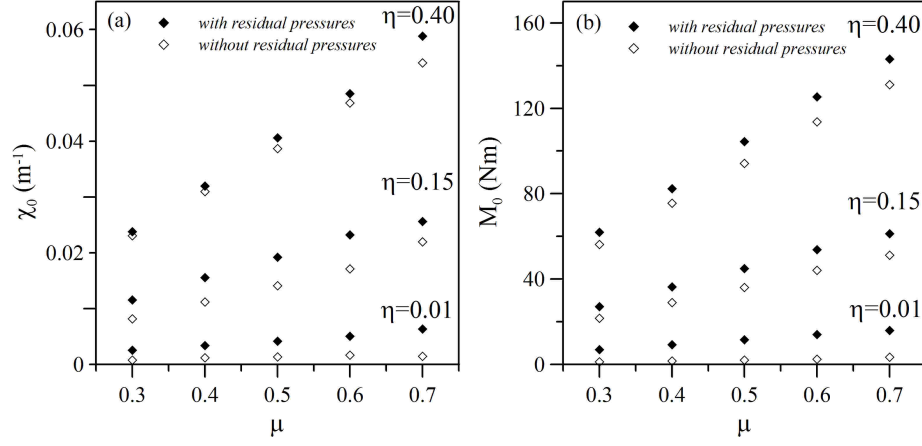 (a)
with residual pressures
without residual pressures
η=0.40
η=0.15
η=0.01
0.06
0.04
0.02
0
χ₀ (m⁻¹)
0.3 0.4 0.5 0.6 0.7
μ
(b)
with residual pressures
without residual pressures
η=0.40
η=0.15
η=0.01
160
120
80
40
0
M₀ (Nm)
0.3 0.4 0.5 0.6 0.7
μ